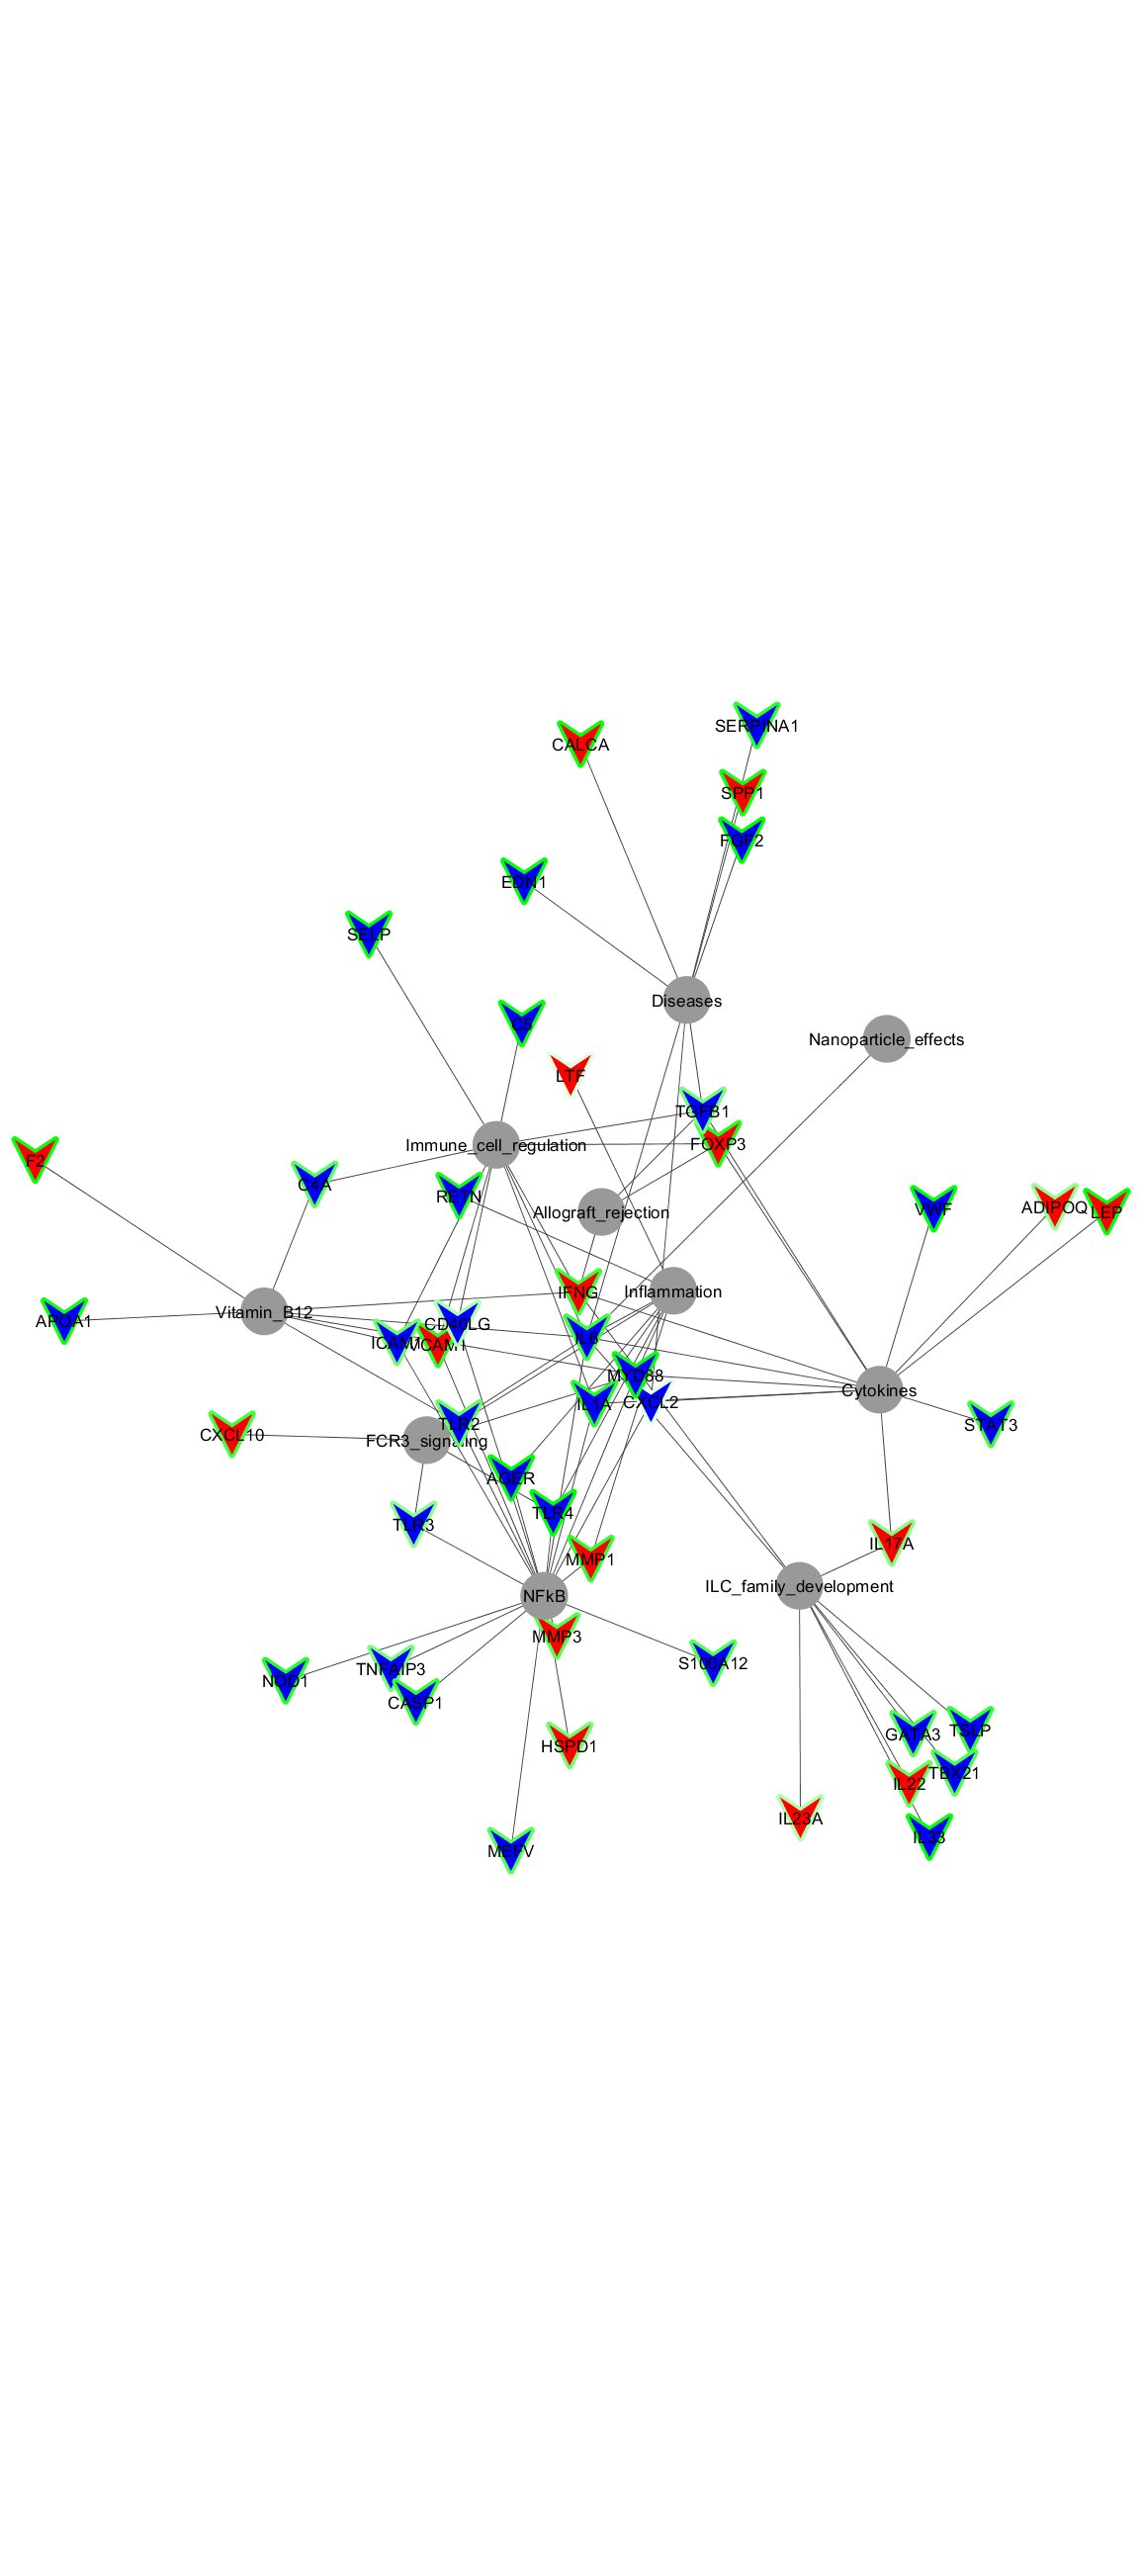 SERPINA1
CALCA
SPP1
FGF2
EDN1
SELP
Diseases
C5
Nanoparticle_effects
LTF
TGFB1
Immune_cell_regulation
FOXP3
F2
C4A
RETN
Allograft_rejection
VWF
ADIPOQ
LEP
IFNG
Inflammation
Vitamin_B12
APOA1
CD40LG
ICAM1
VCAM1
IL6
MYD88
Cytokines
IL1A
CXCL2
TLR2
STAT3
CXCL10
FCR3_signaling
AGER
TLR4
TLR3
IL17A
MMP1
ILC_family_development
NFkB
MMP3
S100A12
TNFAIP3
NOD1
CASP1
GATA3
TSLP
HSPD1
TBX21
IL22
IL23A
IL33
MEFV